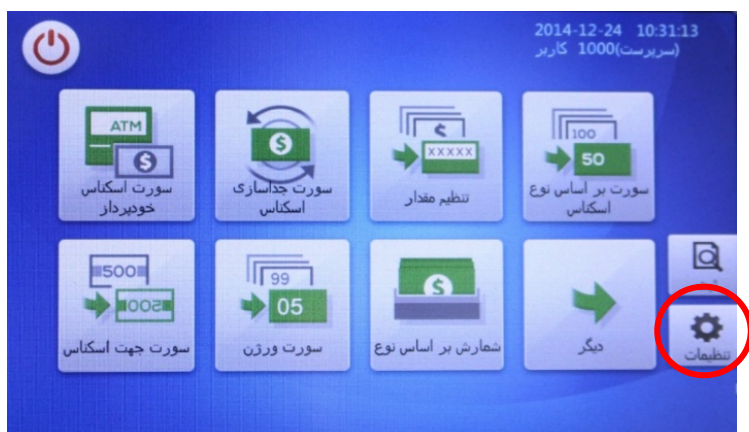 2014-12-24 10:31:13
کاربر 1000(سرپرست)
ATM
سورت اسکناس
خودپرداز
سورت جداسازی
اسکناس
XXXXX
تنظیم مقدار
100
50
سورت بر اساس نوع
اسکناس
500
500
سورت جهت اسکناس
99
05
سورت ورژن
شمارش بر اساس نوع
دیگر
تنظیمات